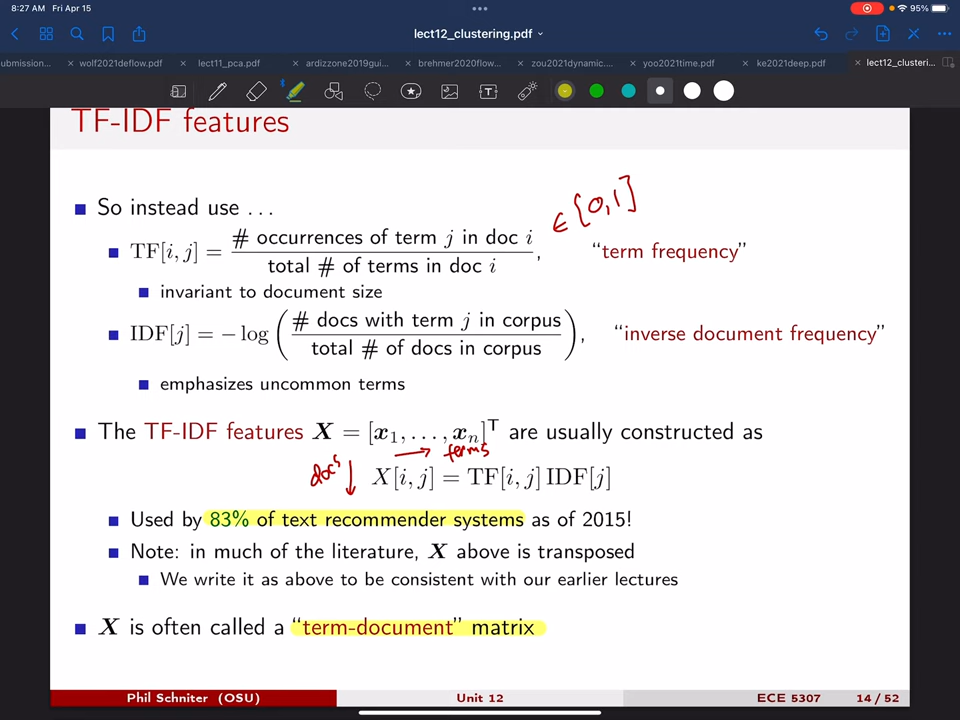 8:27 AM Fri Apr 15
95%
lect12_clustering.pdf
ubmission...
wolf2021deflow.pdf
lect11_pca.pdf
ardizzone2019gui...
brehmer2020flow...
zou2021dynamic....
yoo2021time.pdf
ke2021deep.pdf
lect12_clusteri...
TF-IDF features
So instead use ...
∈ {0,1]
TF[i, j] = # occurrences of term j in doc i / total # of terms in doc i, "term frequency"
invariant to document size
IDF[j] = − log ( # docs with term j in corpus / total # of docs in corpus ), "inverse document frequency"
emphasizes uncommon terms
The TF-IDF features X = [x₁, . . . , xₙ]ᵀ are usually constructed as
→ terms
docs ↓ X[i, j] = TF[i, j] IDF[j]
Used by 83% of text recommender systems as of 2015!
Note: in much of the literature, X above is transposed
We write it as above to be consistent with our earlier lectures
X is often called a "term-document" matrix
Phil Schniter (OSU) Unit 12 ECE 5307 14 / 52